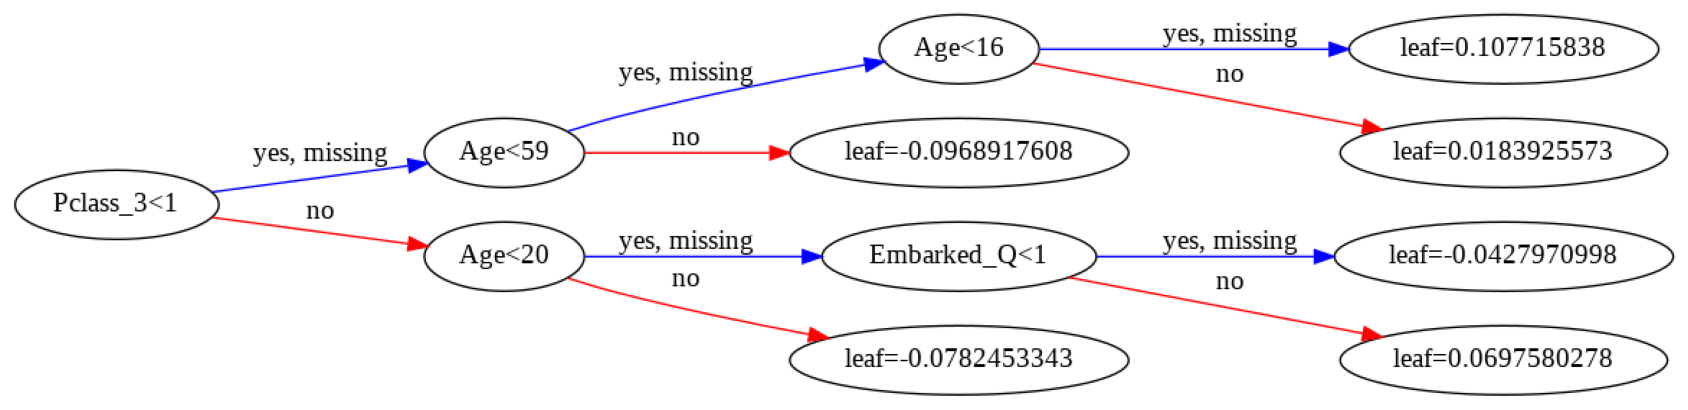 Pclass_3<1
yes, missing
no
Age<59
yes, missing
no
Age<16
yes, missing
no
leaf=0.107715838
leaf=0.0183925573
leaf=-0.0968917608
Age<20
yes, missing
no
Embarked_Q<1
yes, missing
no
leaf=-0.0427970998
leaf=0.0697580278
leaf=-0.0782453343